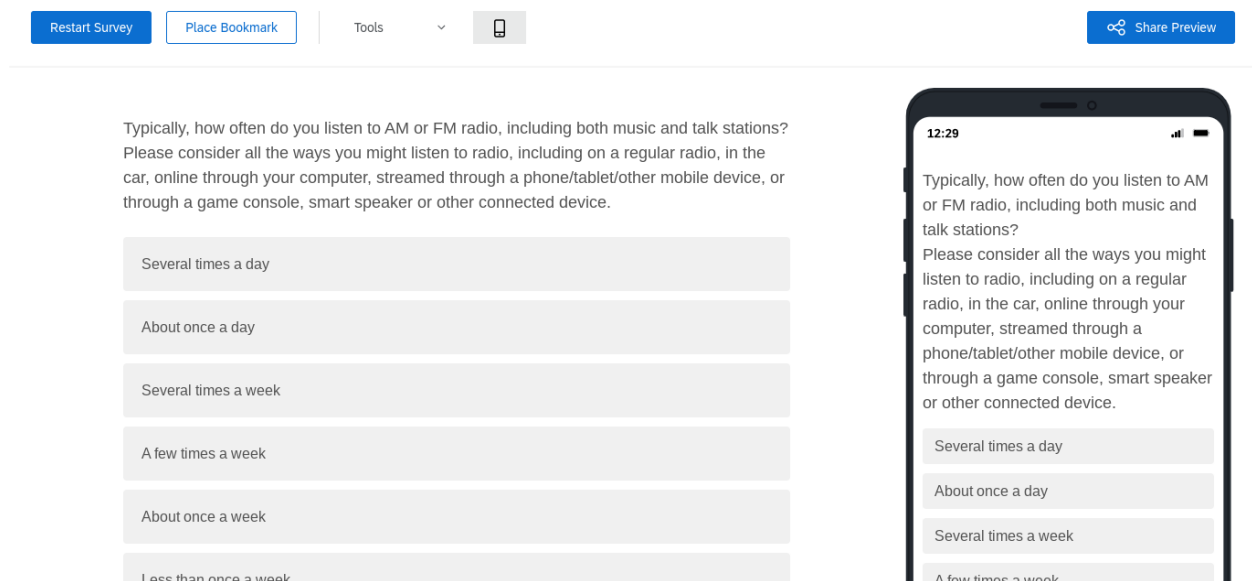 Restart Survey
Place Bookmark
Tools
Share Preview
Typically, how often do you listen to AM or FM radio, including both music and talk stations?
Please consider all the ways you might listen to radio, including on a regular radio, in the
car, online through your computer, streamed through a phone/tablet/other mobile device, or
through a game console, smart speaker or other connected device.
Several times a day
About once a day
Several times a week
A few times a week
About once a week
Less than once a week
12:29
Typically, how often do you listen to AM
or FM radio, including both music and
talk stations?
Please consider all the ways you might
listen to radio, including on a regular
radio, in the car, online through your
computer, streamed through a
phone/tablet/other mobile device, or
through a game console, smart speaker
or other connected device.
Several times a day
About once a day
Several times a week
A few times a week